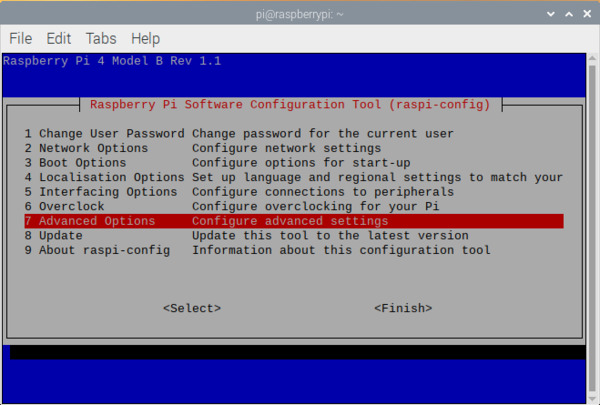 pi@raspberrypi: ~
File Edit Tabs Help
Raspberry Pi 4 Model B Rev 1.1
Raspberry Pi Software Configuration Tool (raspi-config)
1 Change User Password Change password for the current user
2 Network Options Configure network settings
3 Boot Options Configure options for start-up
4 Localisation Options Set up language and regional settings to match your
5 Interfacing Options Configure connections to peripherals
6 Overclock Configure overclocking for your Pi
7 Advanced Options Configure advanced settings
8 Update Update this tool to the latest version
9 About raspi-config Information about this configuration tool
<Select> <Finish>